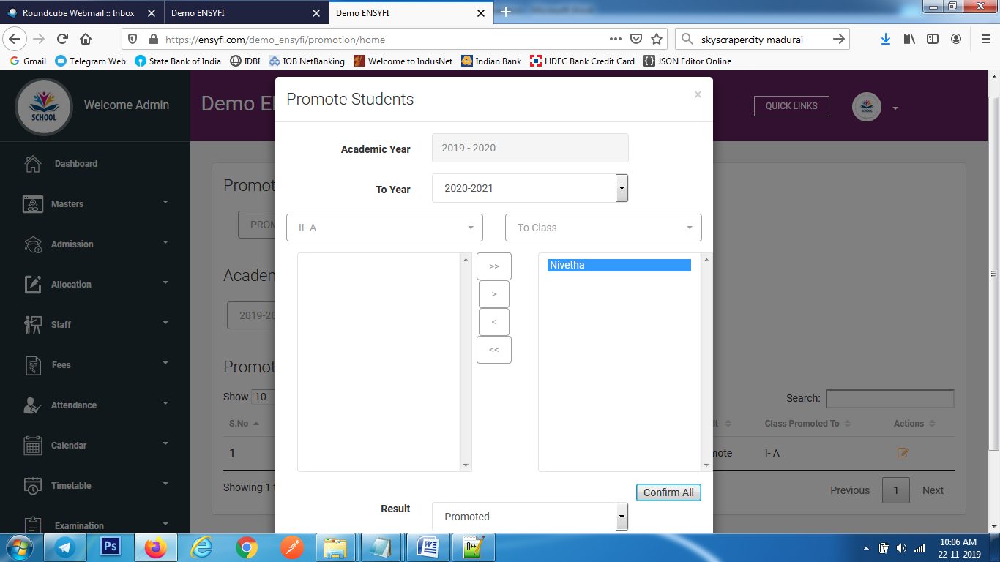 Roundcube Webmail :: Inbox
Demo ENSYFI
Demo ENSYFI
https://ensyfi.com/demo_ensyfi/promotion/home
skyscrapercity madurai
Gmail
Telegram Web
State Bank of India
IDBI
IOB NetBanking
Welcome to IndusNet
Indian Bank
HDFC Bank Credit Card
JSON Editor Online
SCHOOL
Welcome Admin
Demo E
QUICK LINKS
Dashboard
Masters
Admission
Allocation
Staff
Fees
Attendance
Calendar
Timetable
Examination
Promot
PROM
Academ
2019-20
Promot
Show 10
Search:
S.No
lt
Class Promoted To
Actions
1
mote
I- A
Showing 1 t
Previous
1
Next
Promote Students
×
Academic Year
2019 - 2020
To Year
2020-2021
II- A
To Class
>>
>
<
<<
Nivetha
Confirm All
Result
Promoted
Ps
W
10:06 AM
22-11-2019